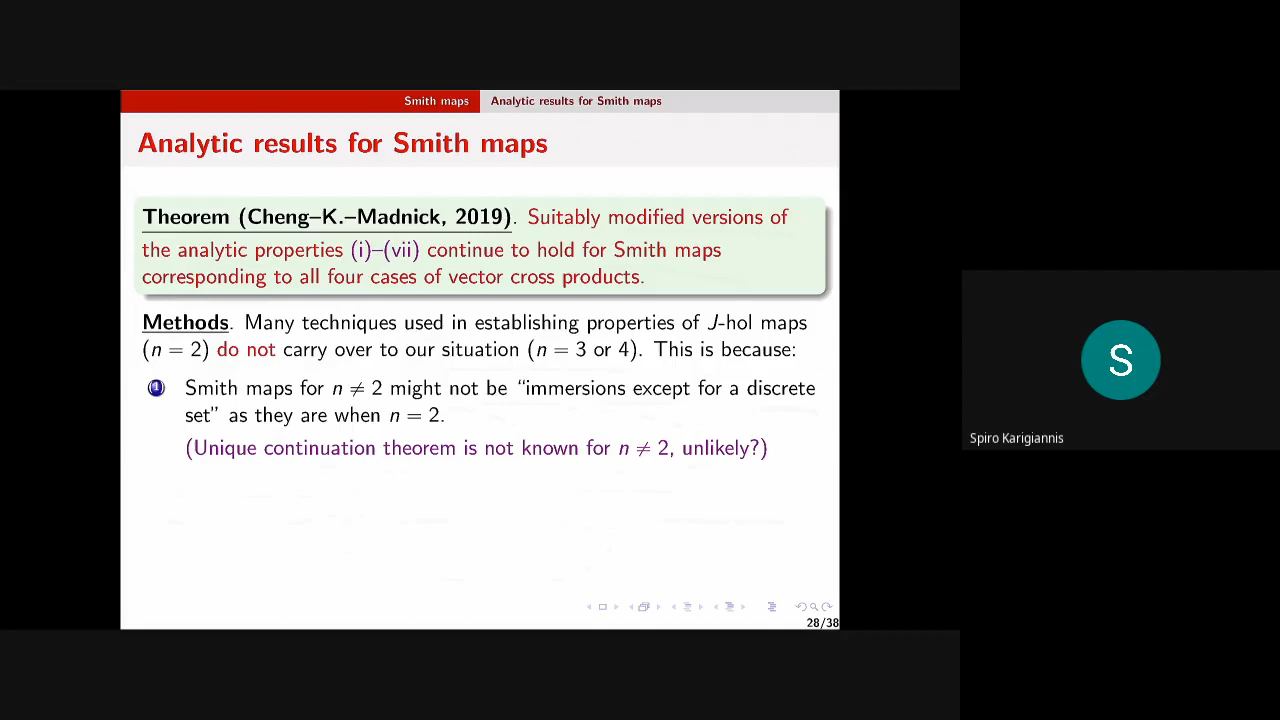 Smith maps
Analytic results for Smith maps
Analytic results for Smith maps
Theorem (Cheng–K.–Madnick, 2019). Suitably modified versions of
the analytic properties (i)–(vii) continue to hold for Smith maps
corresponding to all four cases of vector cross products.
Methods. Many techniques used in establishing properties of J-hol maps
(n = 2) do not carry over to our situation (n = 3 or 4). This is because:
1 Smith maps for n ≠ 2 might not be “immersions except for a discrete
set” as they are when n = 2.
(Unique continuation theorem is not known for n ≠ 2, unlikely?)
28/38
S
Spiro Karigiannis